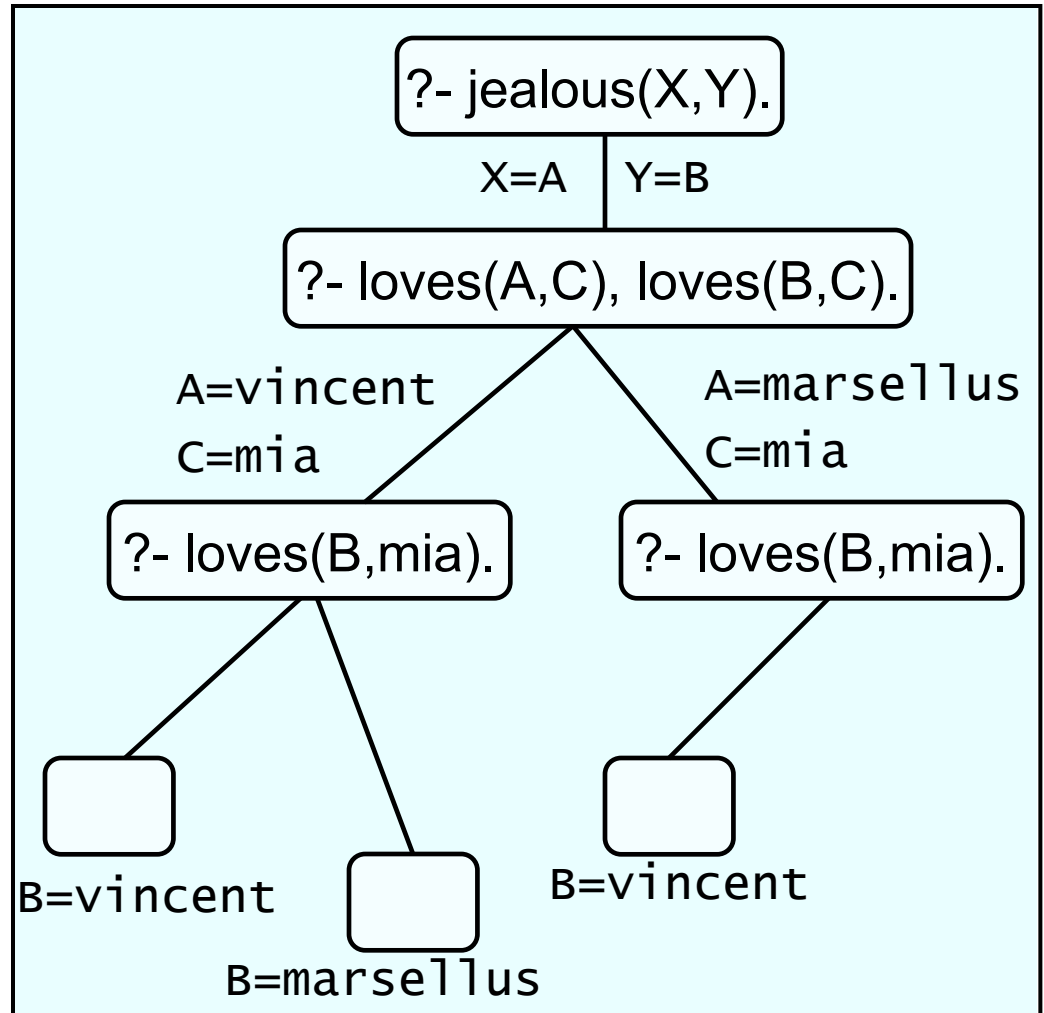 ?- jealous(X,Y).
X=A Y=B
?- loves(A,C), loves(B,C).
A=vincent
C=mia
A=marsellus
C=mia
?- loves(B,mia).
?- loves(B,mia).
B=vincent
B=marsellus
B=vincent